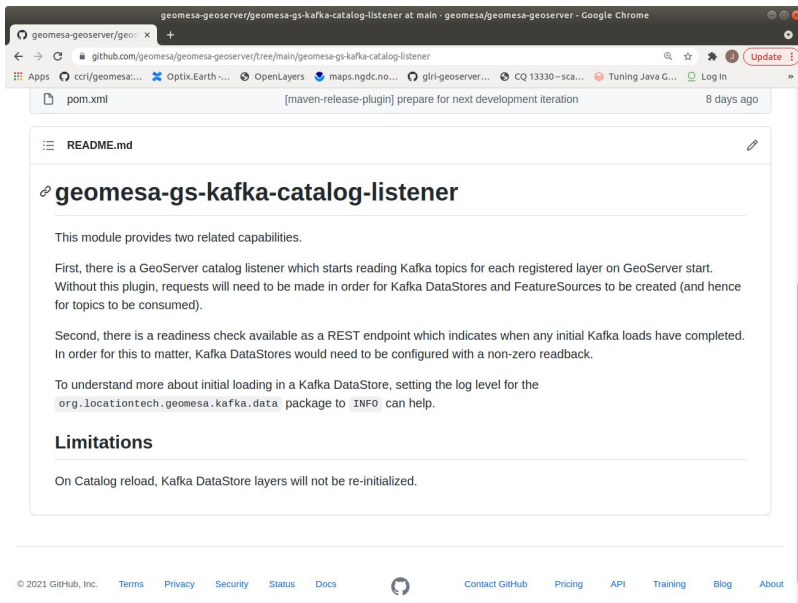 geomesa-geoserver/geomesa-gs-kafka-catalog-listener at main · geomesa/geomesa-geoserver - Google Chrome
geomesa-geoserver/geom
github.com/geomesa/geomesa-geoserver/tree/main/geomesa-gs-kafka-catalog-listener
J
Update
Apps ccri/geomesa:... Optix.Earth -... OpenLayers maps.ngdc.no... glri-geoserver... CQ 13330 – sca... Tuning Java G... Log In »
pom.xml [maven-release-plugin] prepare for next development iteration 8 days ago
README.md
geomesa-gs-kafka-catalog-listener
This module provides two related capabilities.
First, there is a GeoServer catalog listener which starts reading Kafka topics for each registered layer on GeoServer start.
Without this plugin, requests will need to be made in order for Kafka DataStores and FeatureSources to be created (and hence
for topics to be consumed).
Second, there is a readiness check available as a REST endpoint which indicates when any initial Kafka loads have completed.
In order for this to matter, Kafka DataStores would need to be configured with a non-zero readback.
To understand more about initial loading in a Kafka DataStore, setting the log level for the
org.locationtech.geomesa.kafka.data package to INFO can help.
Limitations
On Catalog reload, Kafka DataStore layers will not be re-initialized.
© 2021 GitHub, Inc. Terms Privacy Security Status Docs Contact GitHub Pricing API Training Blog About